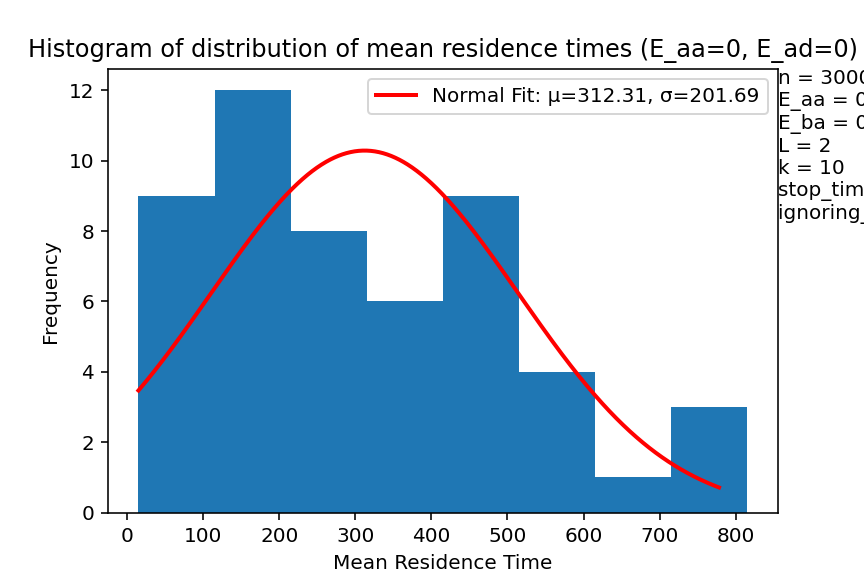 Histogram of distribution of mean residence times (E_aa=0, E_ad=0)
Normal Fit: μ=312.31, σ=201.69
n = 3000
E_aa = 0
E_ba = 0
L = 2
k = 10
stop_tim
ignoring_
Frequency
12
10
8
6
4
2
0
0 100 200 300 400 500 600 700 800
Mean Residence Time